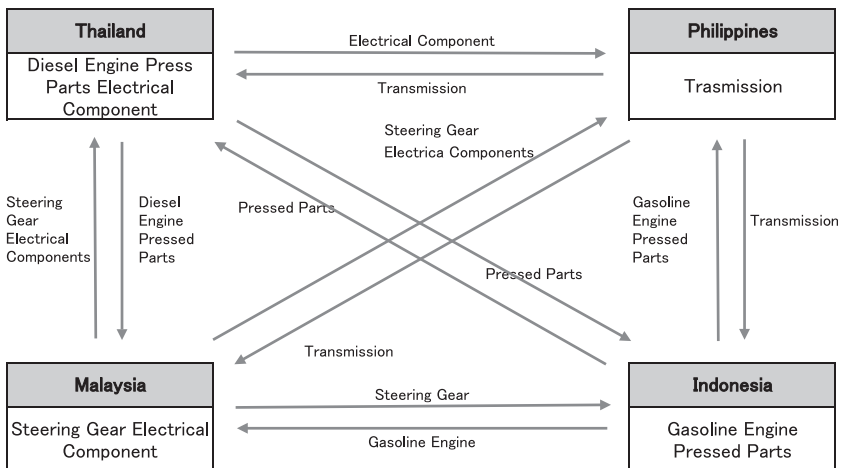 Thailand
Diesel Engine Press
Parts Electrical
Component
Electrical Component
Transmission
Philippines
Trasmission
Steering Gear
Electrica Components
Steering
Gear
Electrical
Components
Diesel
Engine
Pressed
Parts
Pressed Parts
Pressed Parts
Gasoline
Engine
Pressed
Parts
Transmission
Transmission
Malaysia
Steering Gear Electrical
Component
Steering Gear
Gasoline Engine
Indonesia
Gasoline Engine
Pressed Parts